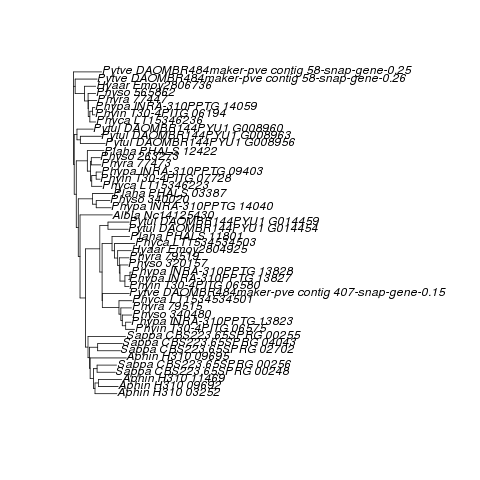 Pytve DAOMBR484maker-pve contig 58-snap-gene-0.25
Pytve DAOMBR484maker-pve contig 58-snap-gene-0.26
Hyaar Emoy2806736
Physo 565862
Phyra 77447
Phypa INRA-310PPTG 14059
Phyin T30-4PITG 06194
Phyca LT15346236
Pytul DAOMBR144PYU1 G008960
Pytul DAOMBR144PYU1 G008963
Pytul DAOMBR144PYU1 G008956
Plaha PHALS 12422
Physo 263273
Phyra 77473
Phypa INRA-310PPTG 09403
Phyin T30-4PITG 07728
Phyca LT15346223
Plaha PHALS 03387
Physo 340020
Phypa INRA-310PPTG 14040
Albla Nc14125430
Pytul DAOMBR144PYU1 G014459
Pytul DAOMBR144PYU1 G014454
Plaha PHALS 11801
Phyca LT1534534503
Hyaar Emoy2804925
Phyra 79519
Physo 320157
Phypa INRA-310PPTG 13828
Phypa INRA-310PPTG 13827
Phyin T30-4PITG 06580
Pytve DAOMBR484maker-pve contig 407-snap-gene-0.15
Phyca LT1534534501
Phyra 79515
Physo 340480
Phypa INRA-310PPTG 13823
Phyin T30-4PITG 06575
Sappa CBS223.65SPRG 00255
Sappa CBS223.65SPRG 04043
Sappa CBS223.65SPRG 02702
Aphin H310 09695
Sappa CBS223.65SPRG 00256
Sappa CBS223.65SPRG 00248
Aphin H310 11469
Aphin H310 09692
Aphin H310 03252